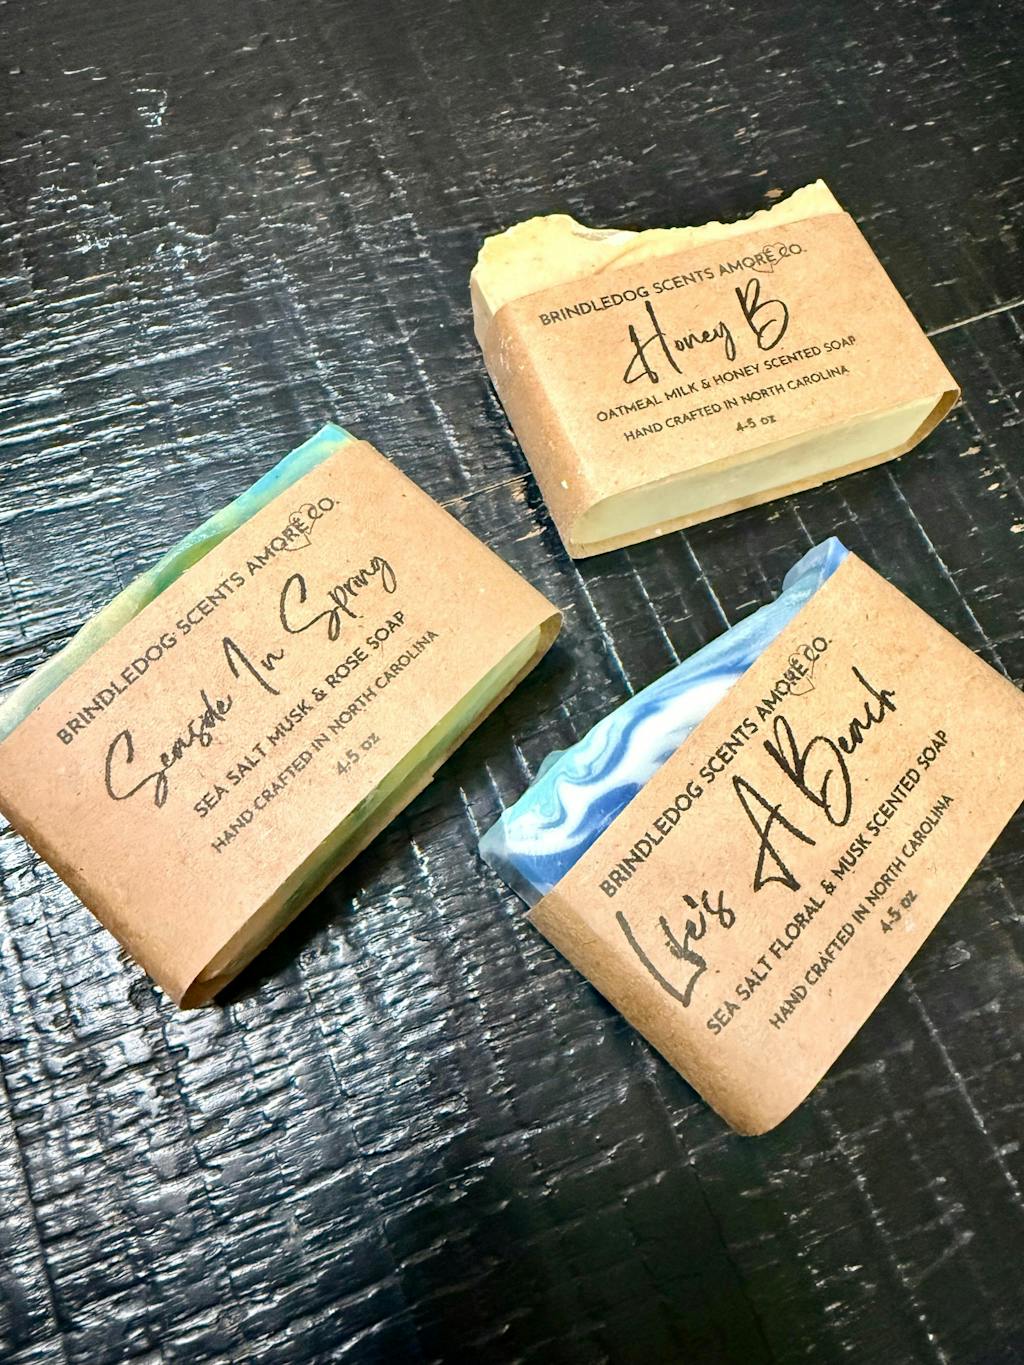 BRINDLEDOG SCENTS AMORE CO.
Honey B
OATMEAL MILK & HONEY SCENTED SOAP
HAND CRAFTED IN NORTH CAROLINA
4-5 oz
BRINDLEDOG SCENTS AMORE CO.
Seaside In Spring
SEA SALT MUSK & ROSE SOAP
HAND CRAFTED IN NORTH CAROLINA
4-5 oz
BRINDLEDOG SCENTS AMORE CO.
Life's A Beach
SEA SALT FLORAL & MUSK SCENTED SOAP
HAND CRAFTED IN NORTH CAROLINA
4-5 oz